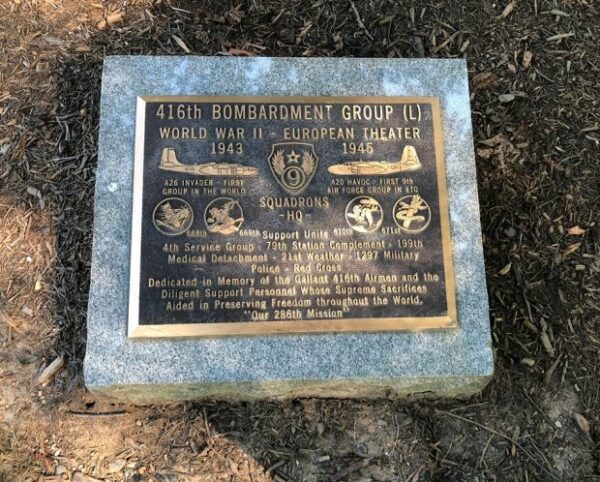 416th BOMBARDMENT GROUP (L)
WORLD WAR II - EUROPEAN THEATER
1943 1945
9
A26 INVADER - FIRST
GROUP IN THE WORLD
A20 HAVOC - FIRST 9th
AIR FORCE GROUP IN ETO
SQUADRONS
-HQ-
668th 669th 670th 671st
Support Units
4th Service Group - 79th Station Complement - 199th
Medical Detachment - 21st Weather - 1297 Military
Police - Red Cross
Dedicated in Memory of the Gallant 416th Airmen and the
Diligent Support Personnel Whose Supreme Sacrifices
Aided in Preserving Freedom throughout the World.
"Our 286th Mission"